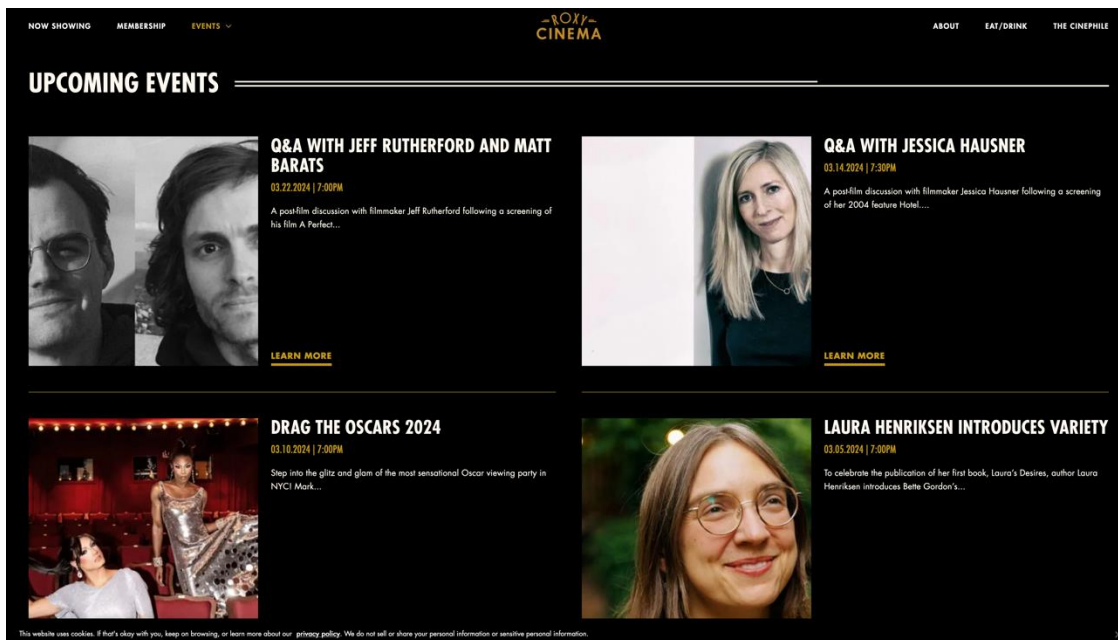 NOW SHOWING
MEMBERSHIP
EVENTS
ROXY
CINEMA
ABOUT
EAT/DRINK
THE CINEPHILE
UPCOMING EVENTS
Q&A WITH JEFF RUTHERFORD AND MATT
BARATS
03.22.2024 | 7:00PM
A post-film discussion with filmmaker Jeff Rutherford following a screening of
his film A Perfect...
LEARN MORE
Q&A WITH JESSICA HAUSNER
03.14.2024 | 7:30PM
A post-film discussion with filmmaker Jessica Hausner following a screening
of her 2004 feature Hotel....
LEARN MORE
DRAG THE OSCARS 2024
03.10.2024 | 7:00PM
Step into the glitz and glam of the most sensational Oscar viewing party in
NYC! Mark...
LAURA HENRIKSEN INTRODUCES VARIETY
03.05.2024 | 7:00PM
To celebrate the publication of her first book, Laura's Desires, author Laura
Henriksen introduces Bette Gordon's...
This website uses cookies. If that's okay with you, keep on browsing, or learn more about our privacy policy. We do not sell or share your personal information or sensitive personal information.